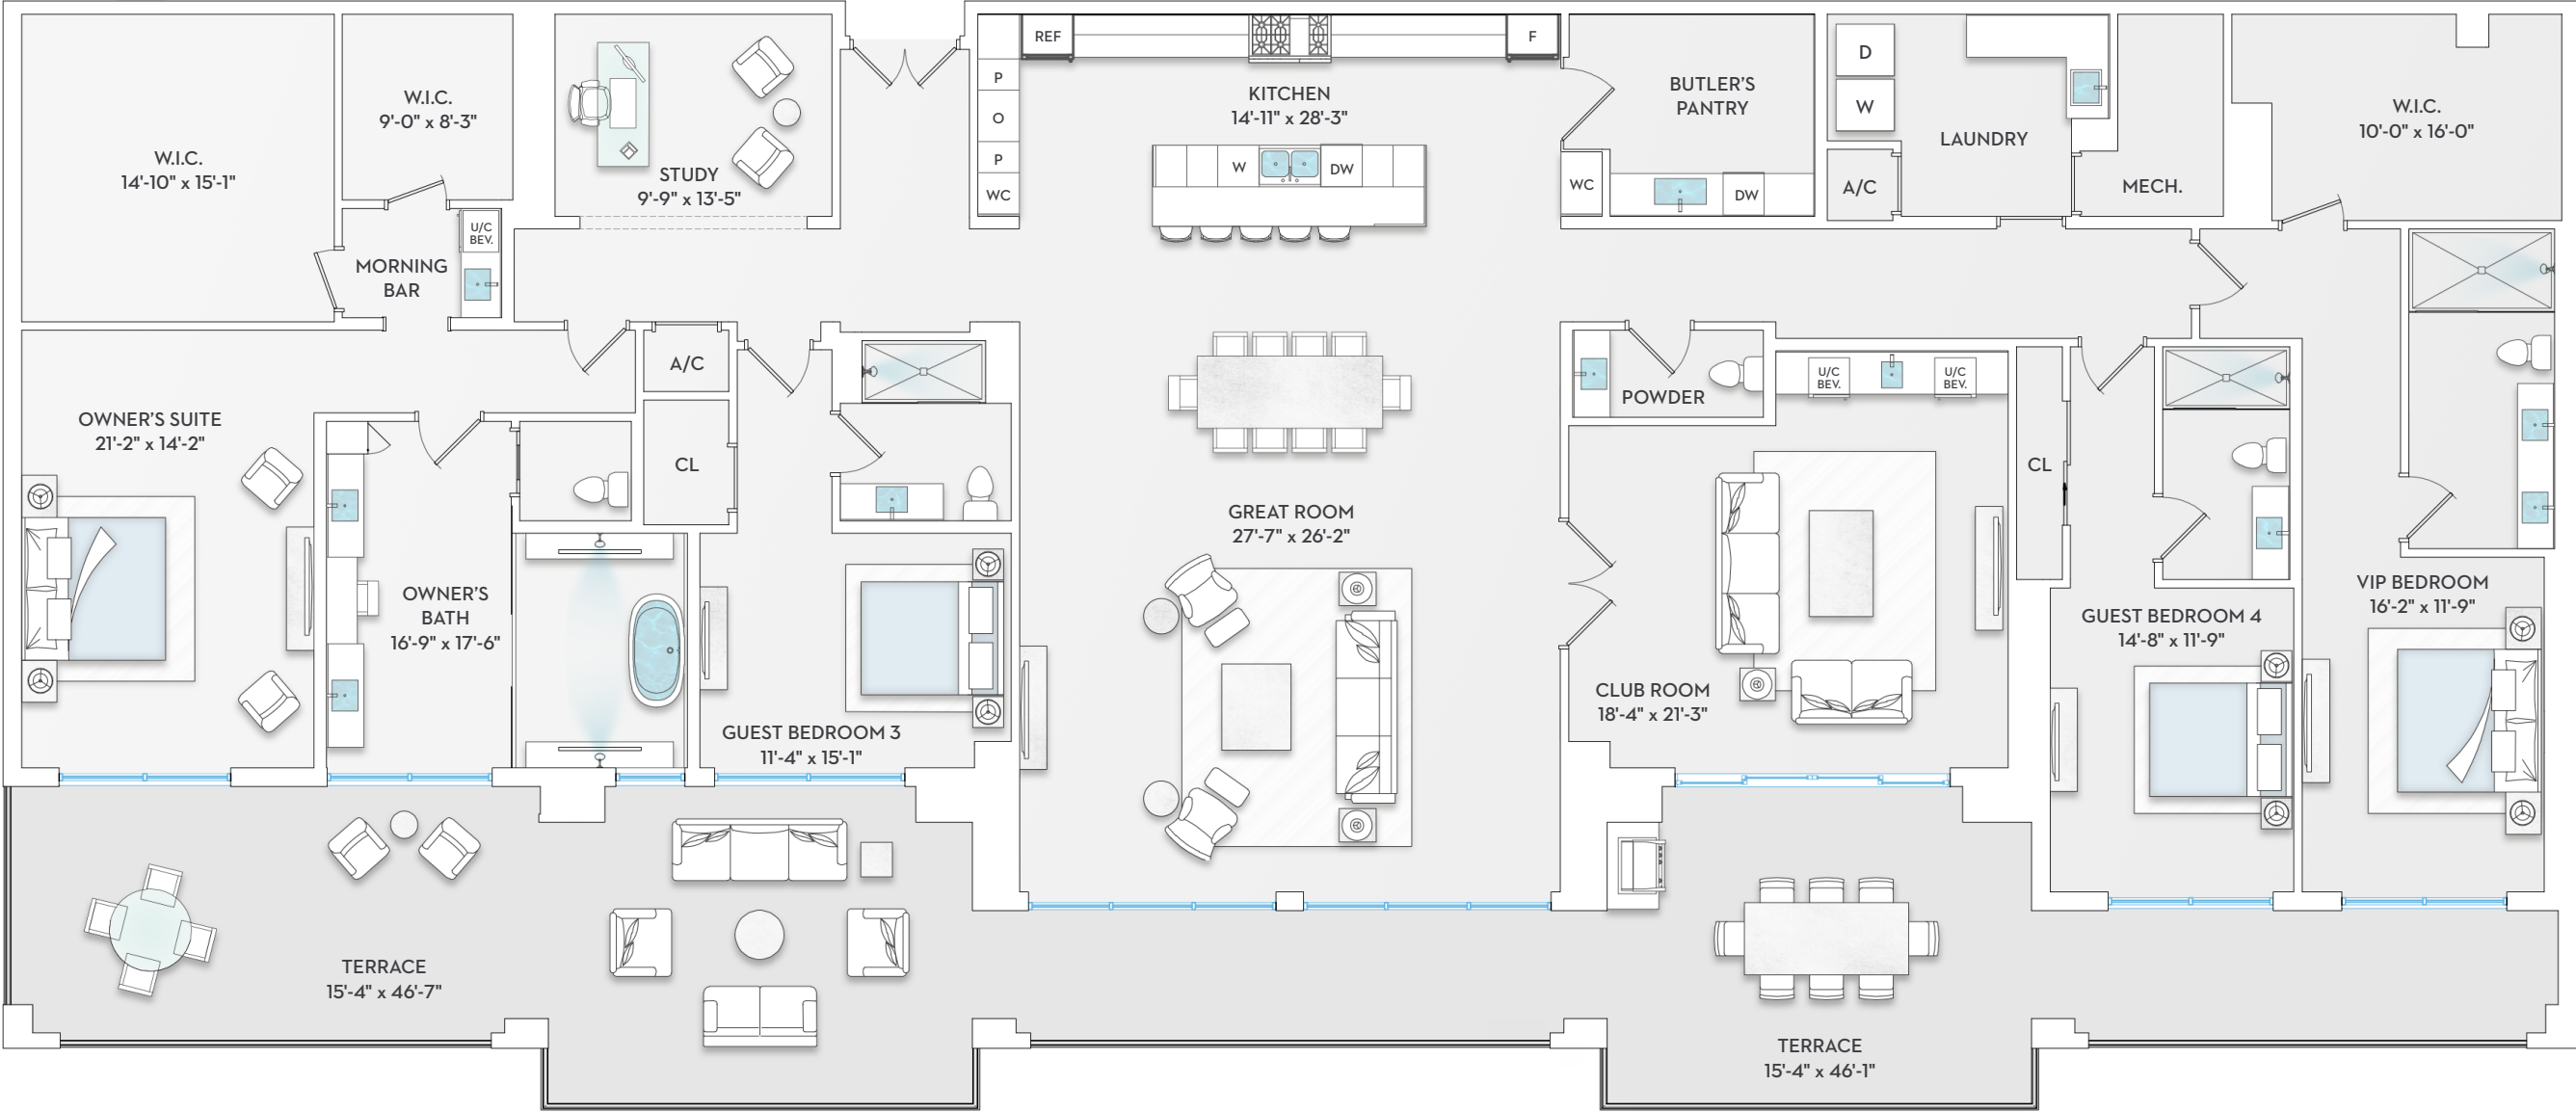 W.I.C.
14'-10" x 15'-1"
W.I.C.
9'-0" x 8'-3"
MORNING
BAR
U/C
BEV.
STUDY
9'-9" x 13'-5"
REF
P
O
P
WC
F
KITCHEN
14'-11" x 28'-3"
W
DW
BUTLER'S
PANTRY
WC
DW
D
W
LAUNDRY
A/C
MECH.
W.I.C.
10'-0" x 16'-0"
OWNER'S SUITE
21'-2" x 14'-2"
A/C
CL
OWNER'S
BATH
16'-9" x 17'-6"
GUEST BEDROOM 3
11'-4" x 15'-1"
GREAT ROOM
27'-7" x 26'-2"
POWDER
U/C
BEV.
U/C
BEV.
CL
CLUB ROOM
18'-4" x 21'-3"
GUEST BEDROOM 4
14'-8" x 11'-9"
VIP BEDROOM
16'-2" x 11'-9"
TERRACE
15'-4" x 46'-7"
TERRACE
15'-4" x 46'-1"